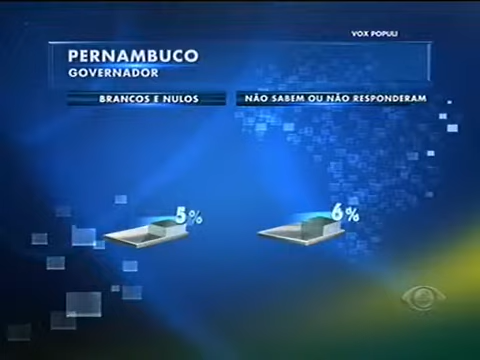 VOX POPULI
PERNAMBUCO
GOVERNADOR
BRANCOS E NULOS
NÃO SABEM OU NÃO RESPONDERAM
5%
6%